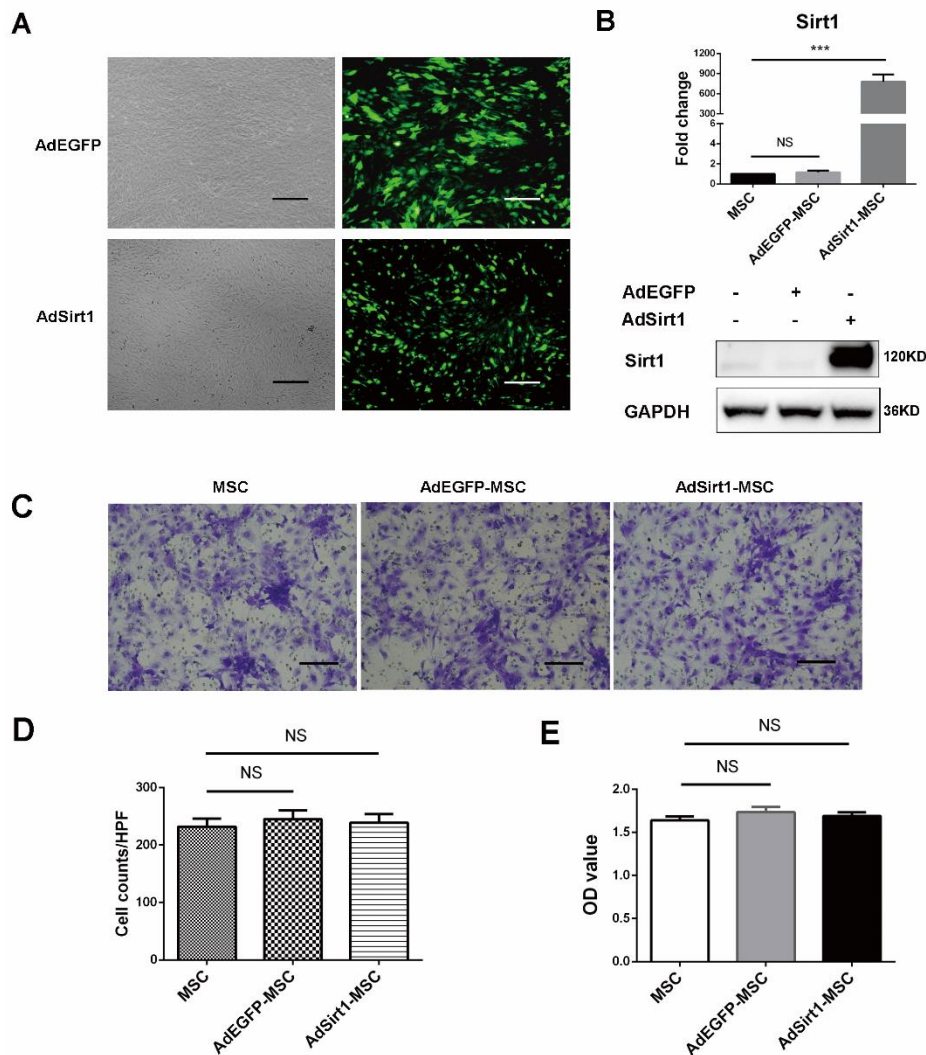 A
AdEGFP
AdSirt1
B
Sirt1
***
NS
Fold change
1200
900
600
300
6
4
2
0
MSC
AdEGFP-MSC
AdSirt1-MSC
AdEGFP - + -
AdSirt1 - - +
Sirt1 120KD
GAPDH 36KD
C
MSC AdEGFP-MSC AdSirt1-MSC
D
NS
NS
Cell counts/HPF
300
200
100
0
MSC
AdEGFP-MSC
AdSirt1-MSC
E
NS
NS
OD value
2.0
1.5
1.0
0.5
0.0
MSC
AdEGFP-MSC
AdSirt1-MSC